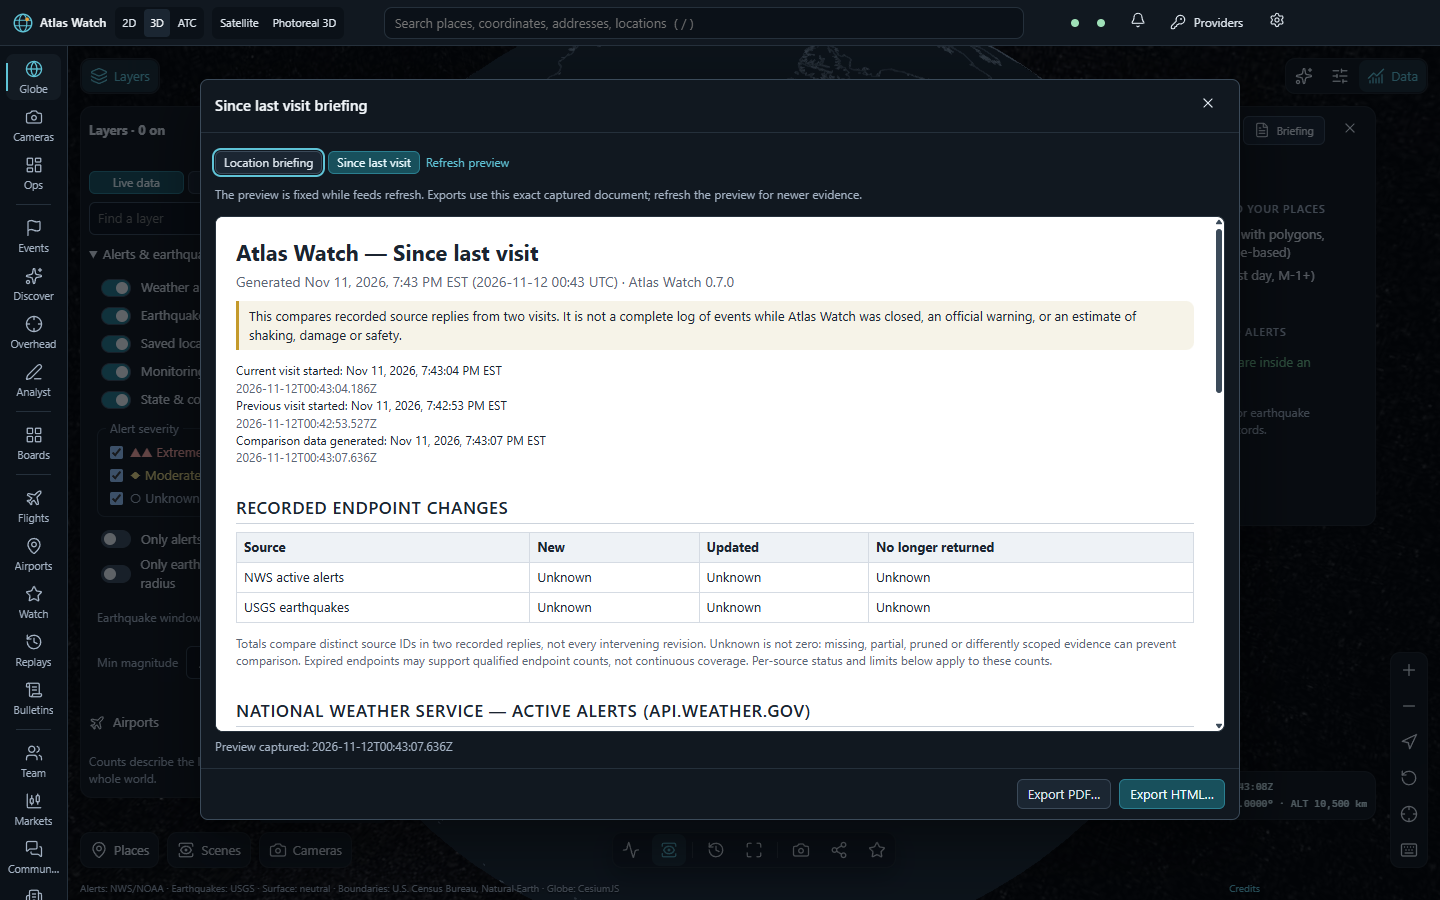 Atlas Watch
2D
3D
ATC
Satellite
Photoreal 3D
Search places, coordinates, addresses, locations ( / )
Providers
Globe
Cameras
Ops
Events
Discover
Overhead
Analyst
Boards
Flights
Airports
Watch
Replays
Bulletins
Team
Markets
Commun...
Layers
Layers · 0 on
Live data
Find a layer
Alerts & earthqua
Weather a
Earthquak
Saved loca
Monitoring
State & co
Alert severity
Extreme
Moderate
Unknown
Only alerts
Only earth
radius
Earthquake window
Min magnitude
Airports
Counts describe the l
whole world.
Data
Briefing
D YOUR PLACES
with polygons,
e-based)
st day, M-1+)
ALERTS
are inside an
or earthquake
ords.
Since last visit briefing
Location briefing
Since last visit
Refresh preview
The preview is fixed while feeds refresh. Exports use this exact captured document; refresh the preview for newer evidence.
Atlas Watch — Since last visit
Generated Nov 11, 2026, 7:43 PM EST (2026-11-12 00:43 UTC) · Atlas Watch 0.7.0
This compares recorded source replies from two visits. It is not a complete log of events while Atlas Watch was closed, an official warning, or an estimate of
shaking, damage or safety.
Current visit started: Nov 11, 2026, 7:43:04 PM EST
2026-11-12T00:43:04.186Z
Previous visit started: Nov 11, 2026, 7:42:53 PM EST
2026-11-12T00:42:53.527Z
Comparison data generated: Nov 11, 2026, 7:43:07 PM EST
2026-11-12T00:43:07.636Z
RECORDED ENDPOINT CHANGES
Source New Updated No longer returned
NWS active alerts Unknown Unknown Unknown
USGS earthquakes Unknown Unknown Unknown
Totals compare distinct source IDs in two recorded replies, not every intervening revision. Unknown is not zero: missing, partial, pruned or differently scoped evidence can prevent
comparison. Expired endpoints may support qualified endpoint counts, not continuous coverage. Per-source status and limits below apply to these counts.
NATIONAL WEATHER SERVICE — ACTIVE ALERTS (API.WEATHER.GOV)
Preview captured: 2026-11-12T00:43:07.636Z
Export PDF...
Export HTML...
43:08Z
.0000° · ALT 10,500 km
Places
Scenes
Cameras
Alerts: NWS/NOAA · Earthquakes: USGS · Surface: neutral · Boundaries: U.S. Census Bureau, Natural Earth · Globe: CesiumJS
Credits